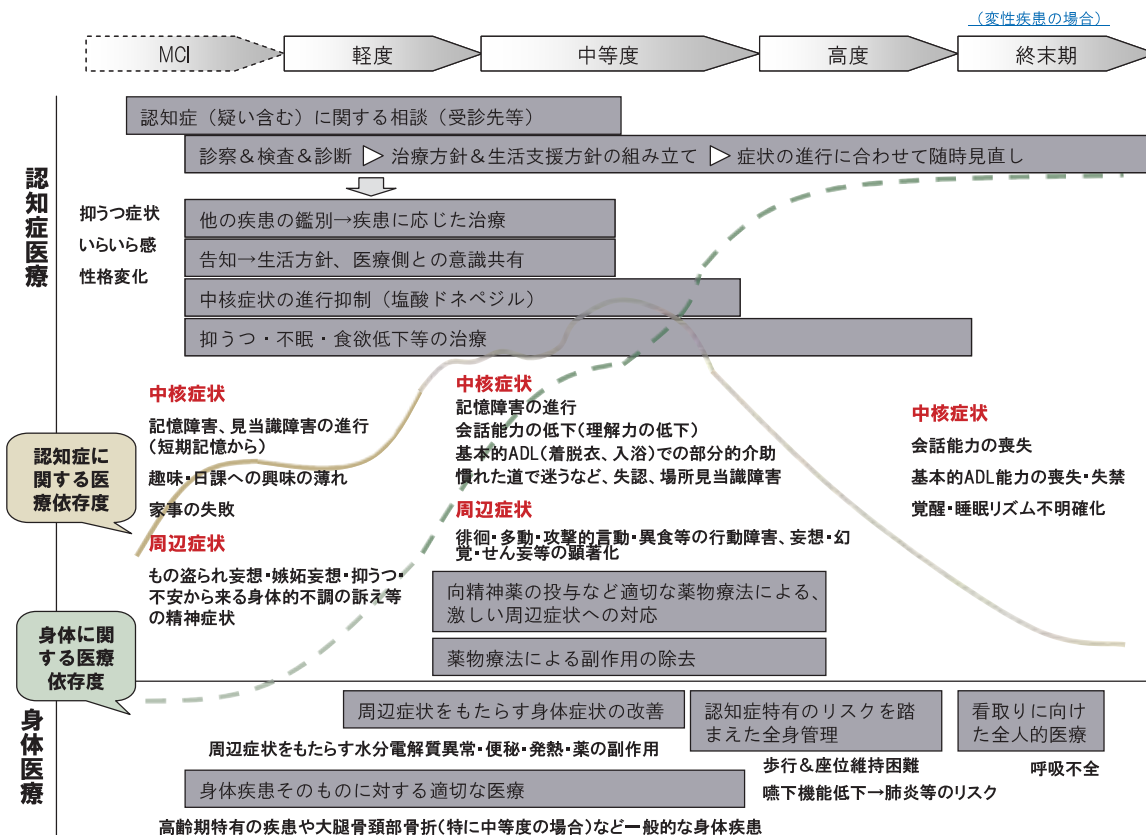 (変性疾患の場合)
MCI
軽度
中等度
高度
終末期
認知症医療
認知症(疑い含む)に関する相談(受診先等)
診察&検査&診断 ▷ 治療方針&生活支援方針の組み立て ▷ 症状の進行に合わせて随時見直し
抑うつ症状
いらいら感
性格変化
他の疾患の鑑別→疾患に応じた治療
告知→生活方針、医療側との意識共有
中核症状の進行抑制(塩酸ドネペジル)
抑うつ・不眠・食欲低下等の治療
中核症状
記憶障害、見当識障害の進行
(短期記憶から)
趣味・日課への興味の薄れ
家事の失敗
周辺症状
もの盗られ妄想・嫉妬妄想・抑うつ・
不安から来る身体的不調の訴え等
の精神症状
中核症状
記憶障害の進行
会話能力の低下(理解力の低下)
基本的ADL(着脱衣、入浴)での部分的介助
慣れた道で迷うなど、失認、場所見当識障害
周辺症状
徘徊・多動・攻撃的言動・異食等の行動障害、妄想・幻
覚・せん妄等の顕著化
中核症状
会話能力の喪失
基本的ADL能力の喪失・失禁
覚醒・睡眠リズム不明確化
認知症に
関する医
療依存度
向精神薬の投与など適切な薬物療法による、
激しい周辺症状への対応
薬物療法による副作用の除去
身体に関
する医療
依存度
身体医療
周辺症状をもたらす身体症状の改善
周辺症状をもたらす水分電解質異常・便秘・発熱・薬の副作用
認知症特有のリスクを踏
まえた全身管理
歩行&座位維持困難
嚥下機能低下→肺炎等のリスク
看取りに向け
た全人的医療
呼吸不全
身体疾患そのものに対する適切な医療
高齢期特有の疾患や大腿骨頚部骨折(特に中等度の場合)など一般的な身体疾患